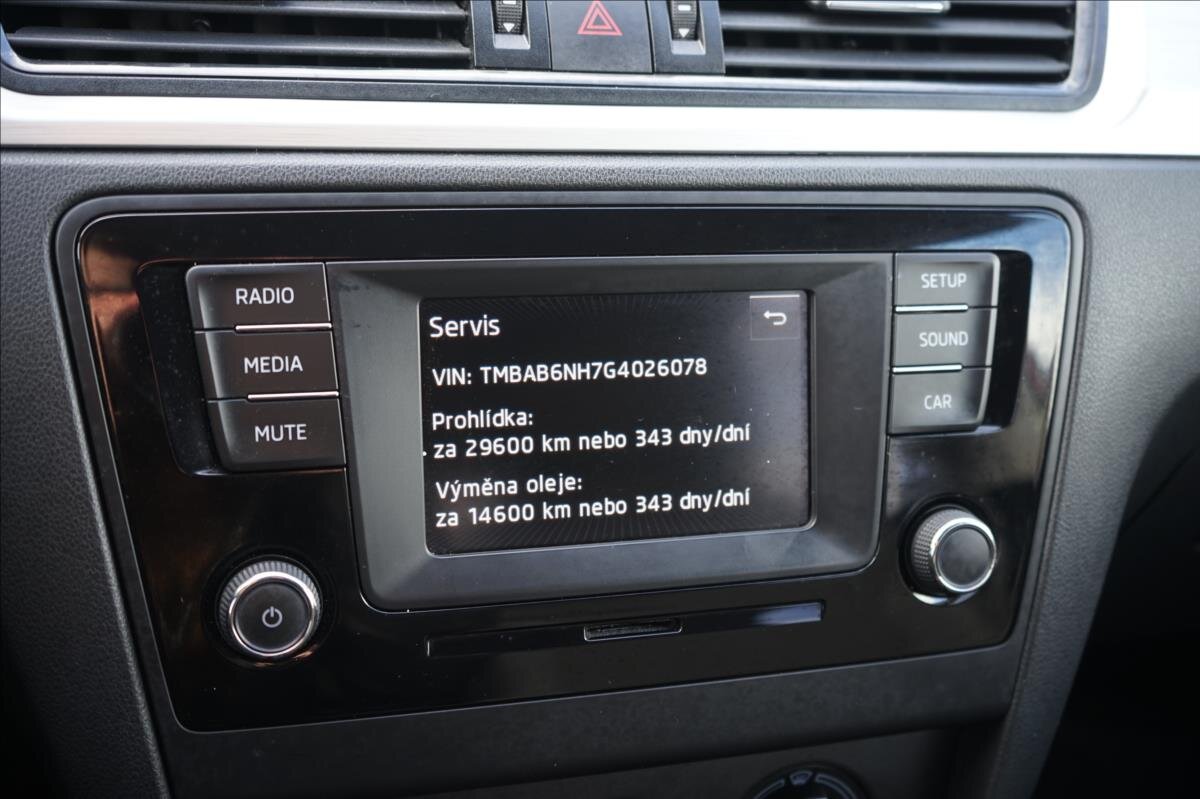 RADIO
MEDIA
MUTE
Servis
VIN: TMBAB6NH7G4026078
Prohlídka:
za 29600 km nebo 343 dny/dní
Výměna oleje:
za 14600 km nebo 343 dny/dní
SETUP
SOUND
CAR